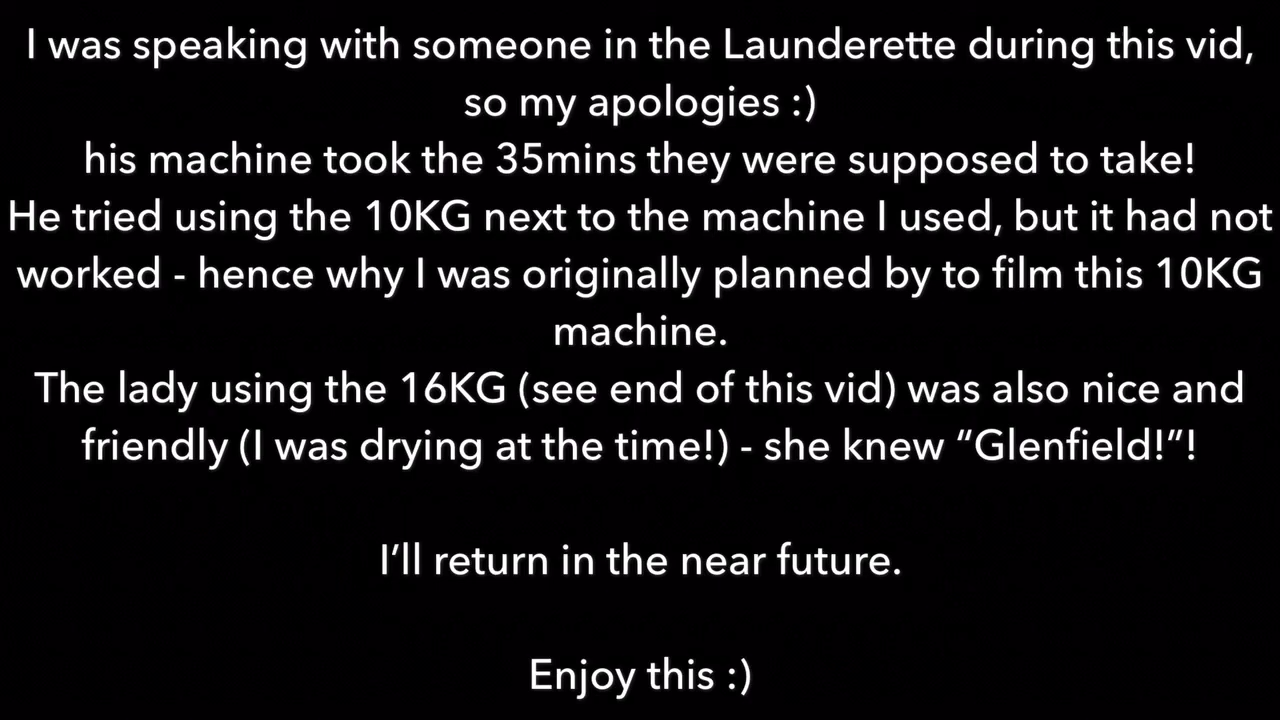 I was speaking with someone in the Launderette during this vid,
so my apologies :)
his machine took the 35mins they were supposed to take!
He tried using the 10KG next to the machine I used, but it had not
worked - hence why I was originally planned by to film this 10KG
machine.
The lady using the 16KG (see end of this vid) was also nice and
friendly (I was drying at the time!) - she knew “Glenfield!”!
I’ll return in the near future.
Enjoy this :)